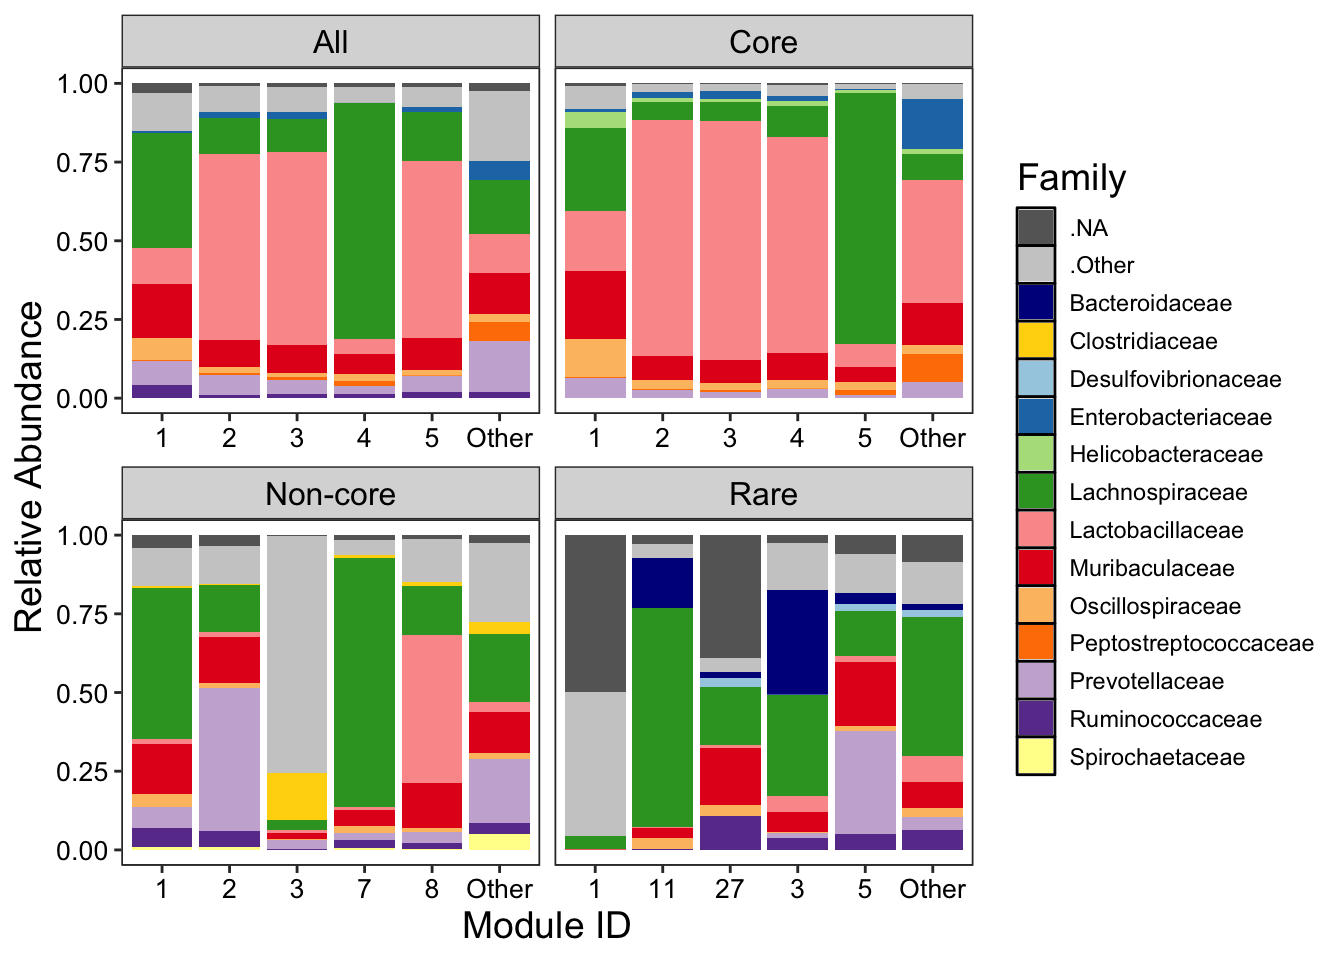 All
Core
1.00
0.75
0.50
0.25
0.00
1 2 3 4 5 Other
1 2 3 4 5 Other
Non-core
Rare
1.00
0.75
0.50
0.25
0.00
1 2 3 7 8 Other
1 11 27 3 5 Other
Relative Abundance
Module ID
Family
.NA
.Other
Bacteroidaceae
Clostridiaceae
Desulfovibrionaceae
Enterobacteriaceae
Helicobacteraceae
Lachnospiraceae
Lactobacillaceae
Muribaculaceae
Oscillospiraceae
Peptostreptococcaceae
Prevotellaceae
Ruminococcaceae
Spirochaetaceae